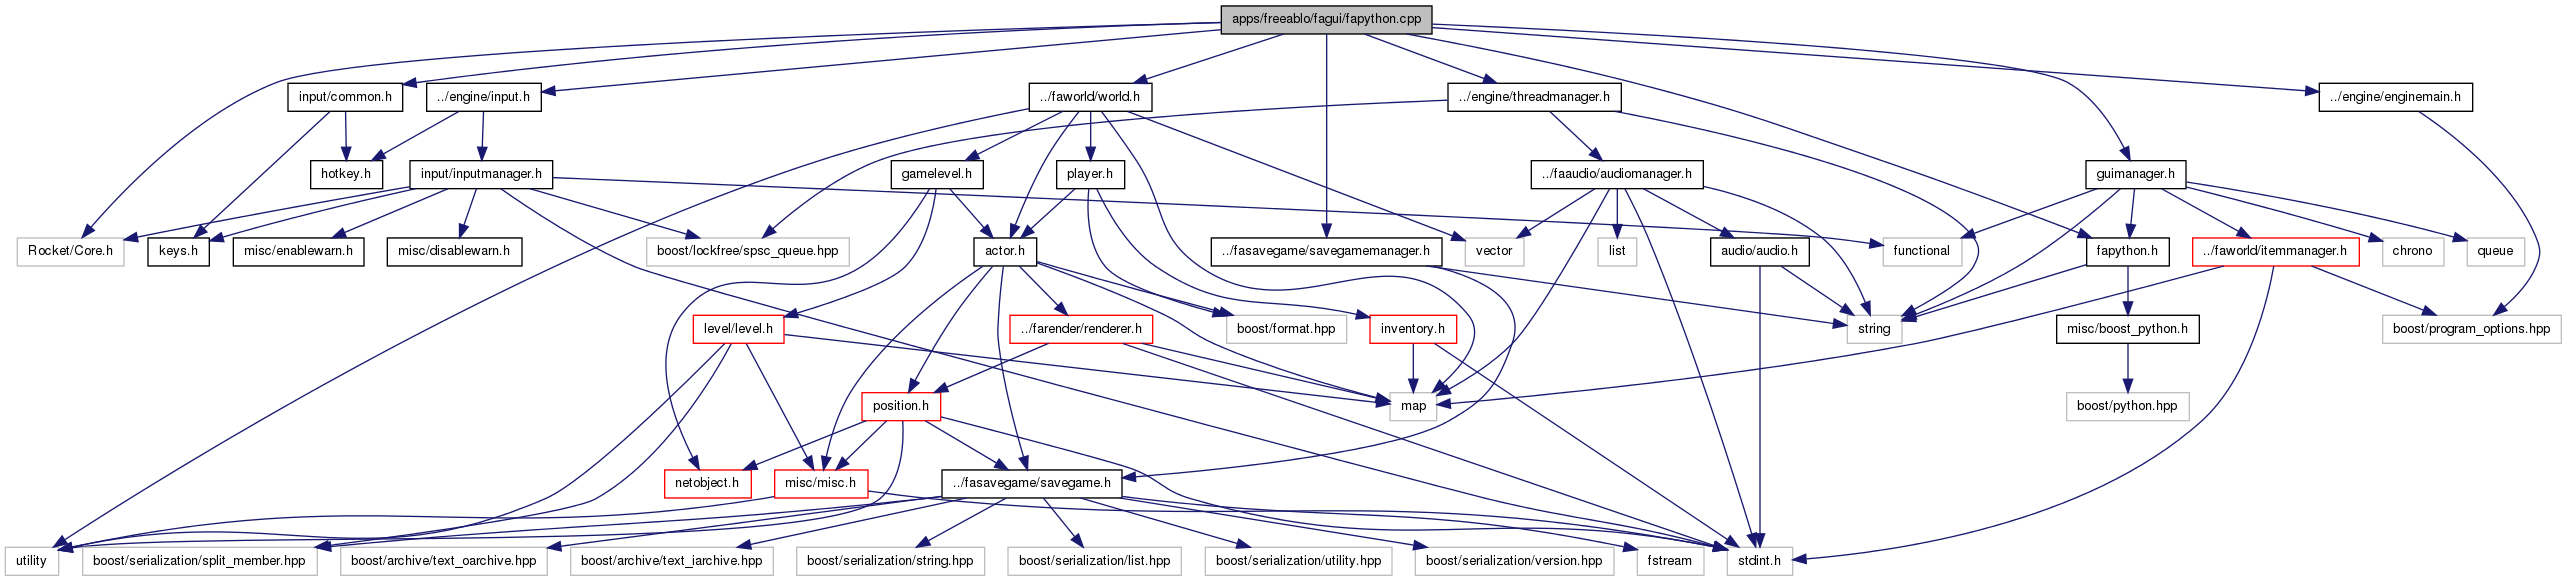 apps/freeablo/fagui/fapython.cpp
input/common.h
../engine/input.h
../faworld/world.h
../engine/threadmanager.h
../engine/enginemain.h
hotkey.h
input/inputmanager.h
gamelevel.h
player.h
../faaudio/audiomanager.h
guimanager.h
Rocket/Core.h
keys.h
misc/enablewarn.h
misc/disablewarn.h
boost/lockfree/spsc_queue.hpp
actor.h
../fasavegame/savegamemanager.h
vector
list
audio/audio.h
functional
fapython.h
../faworld/itemmanager.h
chrono
queue
level/level.h
../farender/renderer.h
boost/format.hpp
inventory.h
string
misc/boost_python.h
boost/program_options.hpp
position.h
map
boost/python.hpp
netobject.h
misc/misc.h
../fasavegame/savegame.h
utility
boost/serialization/split_member.hpp
boost/archive/text_oarchive.hpp
boost/archive/text_iarchive.hpp
boost/serialization/string.hpp
boost/serialization/list.hpp
boost/serialization/utility.hpp
boost/serialization/version.hpp
fstream
stdint.h